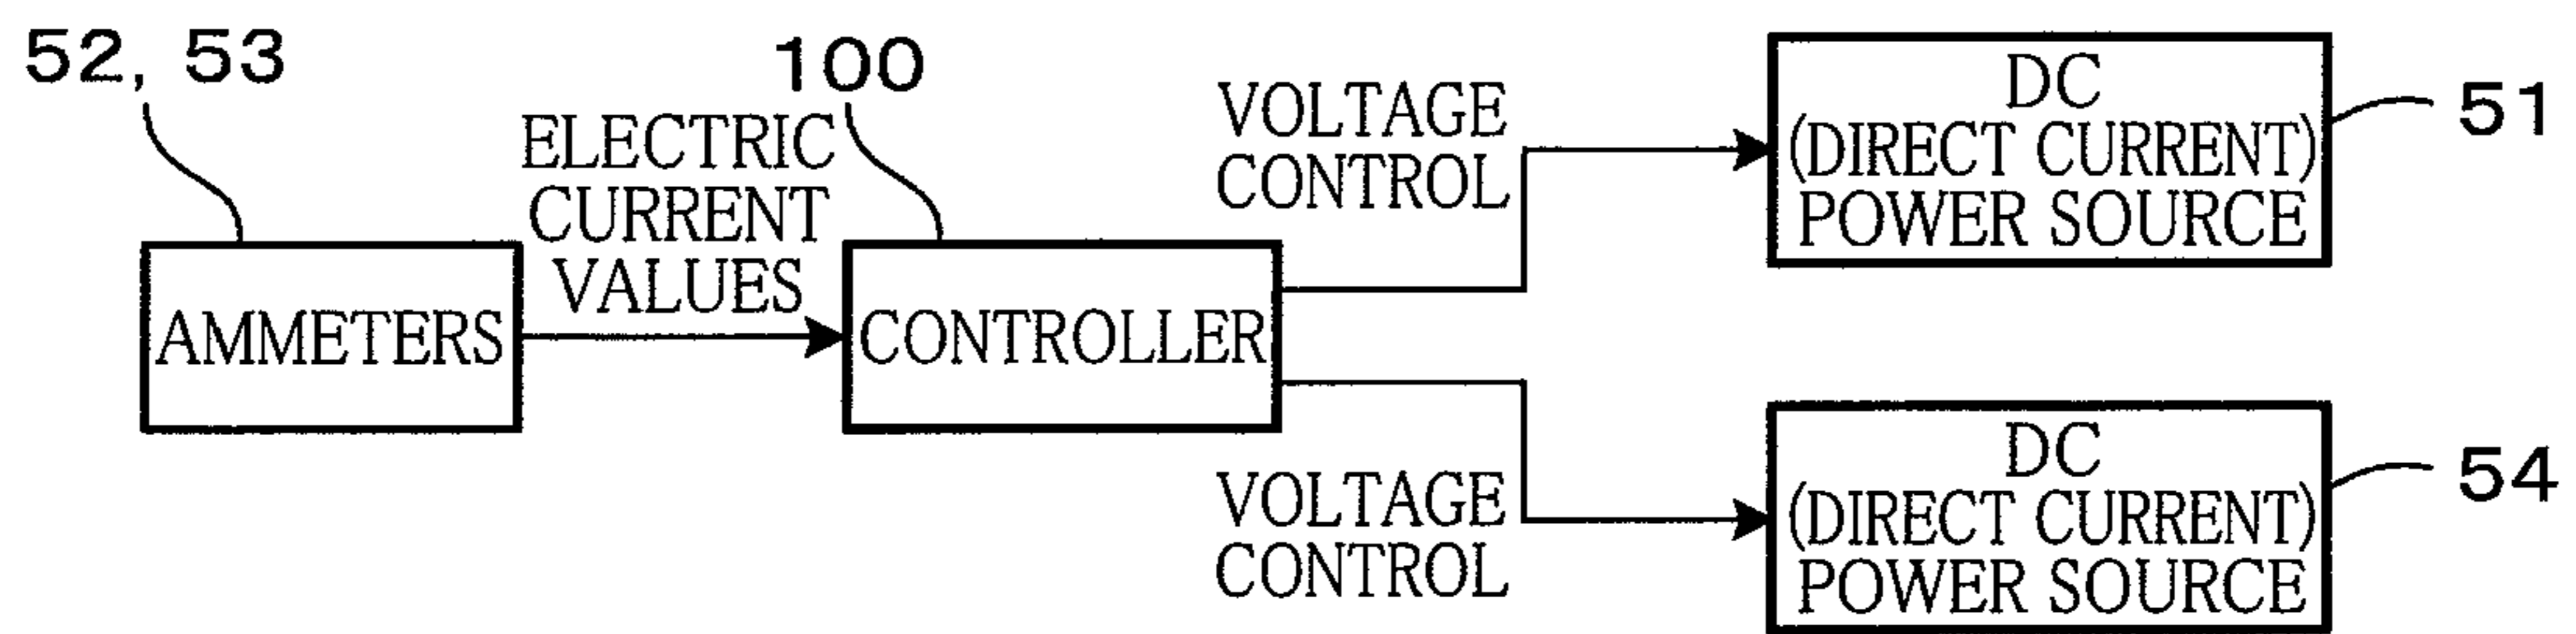 52, 53
100
ELECTRIC
CURRENT
VALUES
AMMETERS
CONTROLLER
VOLTAGE
CONTROL
DC
(DIRECT CURRENT)
POWER SOURCE
51
VOLTAGE
CONTROL
DC
(DIRECT CURRENT)
POWER SOURCE
54